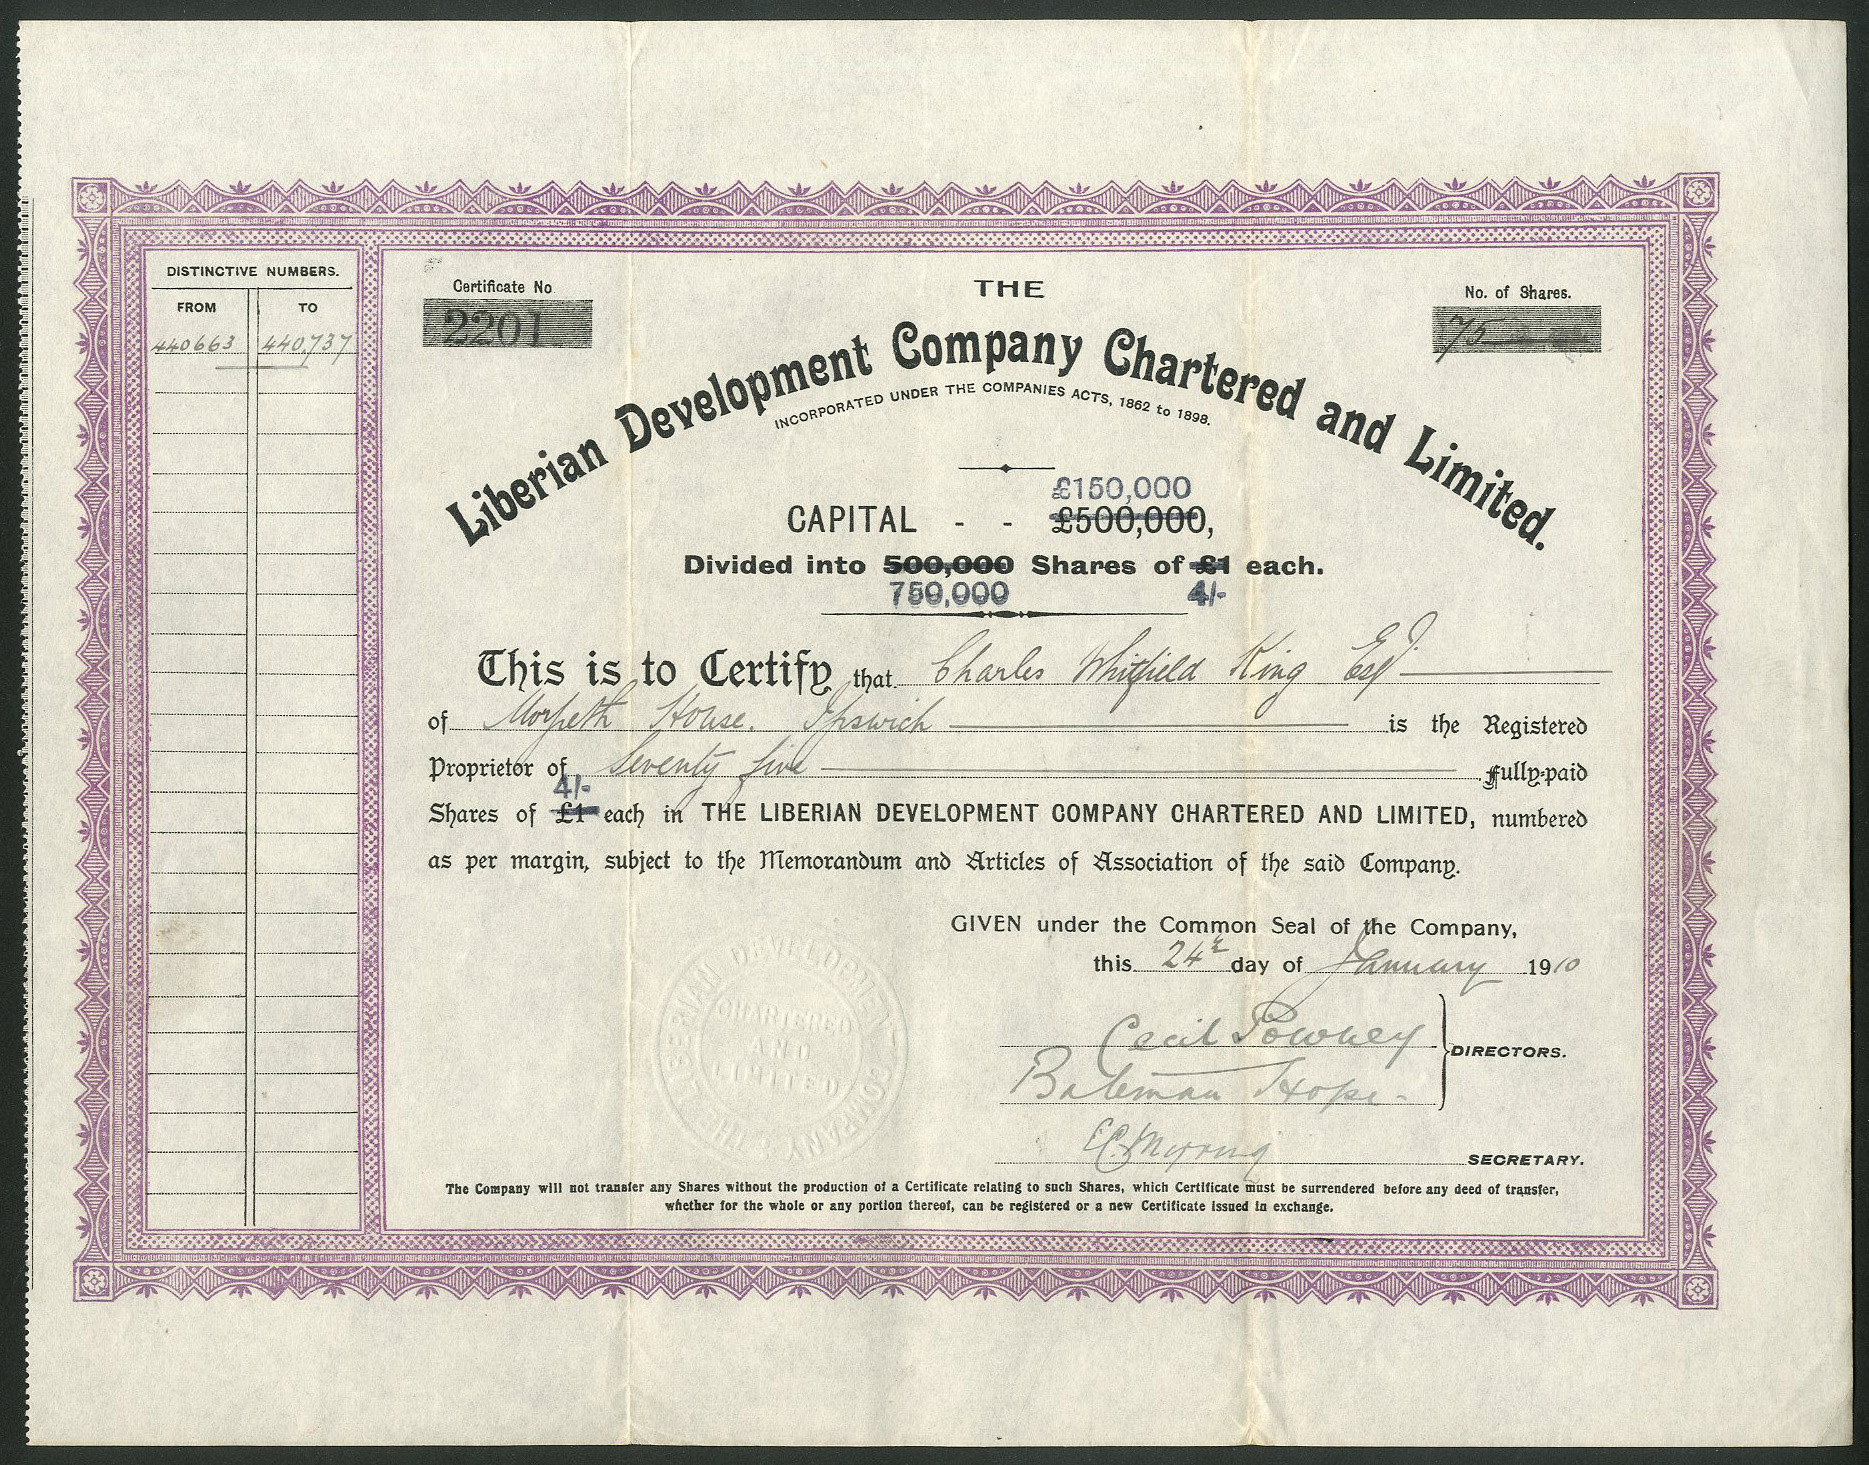 DISTINCTIVE NUMBERS.
FROM TO
440663 440,737
Certificate No
2201
No. of Shares.
75
THE
Liberian Development Company Chartered and Limited.
INCORPORATED UNDER THE COMPANIES ACTS, 1862 to 1898.
£150,000
CAPITAL - - £500,000,
Divided into 500,000 Shares of £1 each.
750,000 4/-
This is to Certify that Charles Whitfield King Esqr
of Morpeth House. Ipswich is the Registered
Proprietor of Seventy five fully-paid
4/-
Shares of £1 each in THE LIBERIAN DEVELOPMENT COMPANY CHARTERED AND LIMITED, numbered
as per margin, subject to the Memorandum and Articles of Association of the said Company.
GIVEN under the Common Seal of the Company,
this 24th day of January 1910
Cecil Powney
DIRECTORS.
Bateman Hope.
SECRETARY.
THE LIBERIAN DEVELOPMENT COMPANY
CHARTERED
AND
LIMITED
The Company will not transfer any Shares without the production of a Certificate relating to such Shares, which Certificate must be surrendered before any deed of transfer,
whether for the whole or any portion thereof, can be registered or a new Certificate issued in exchange.